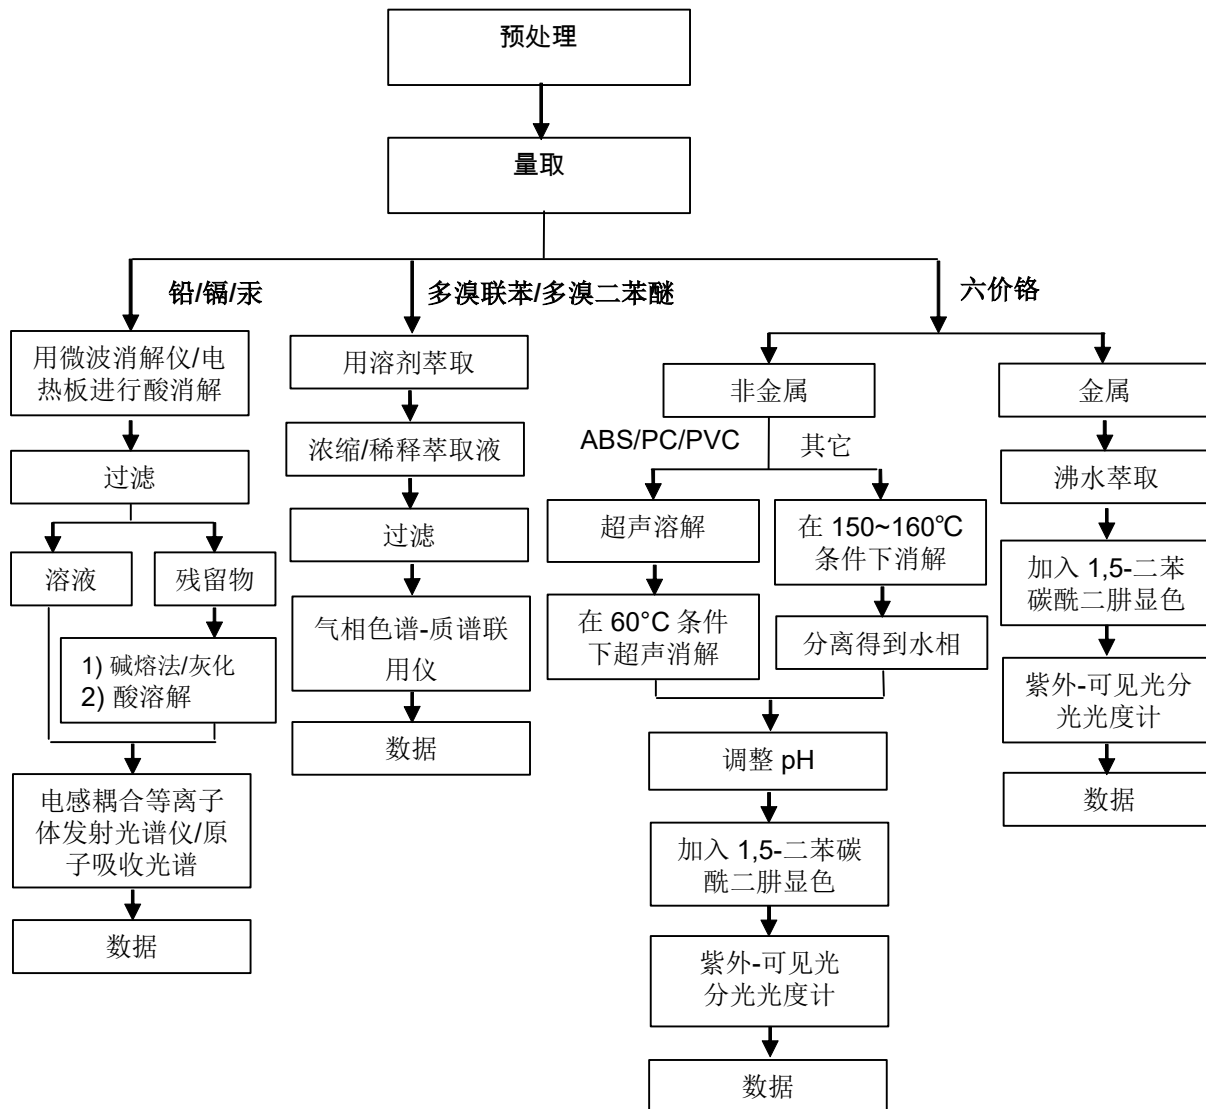 预处理
量取
铅/镉/汞
多溴联苯/多溴二苯醚
六价铬
用微波消解仪/电
热板进行酸消解
过滤
溶液
残留物
1) 碱熔法/灰化
2) 酸溶解
电感耦合等离子
体发射光谱仪/原
子吸收光谱
数据
用溶剂萃取
浓缩/稀释萃取液
过滤
气相色谱-质谱联
用仪
数据
非金属
ABS/PC/PVC
其它
超声溶解
在 60°C 条件
下超声消解
在 150~160℃
条件下消解
分离得到水相
调整 pH
加入 1,5-二苯碳
酰二肼显色
紫外-可见光
分光光度计
数据
金属
沸水萃取
加入 1,5-二苯
碳酰二肼显色
紫外-可见光分
光光度计
数据